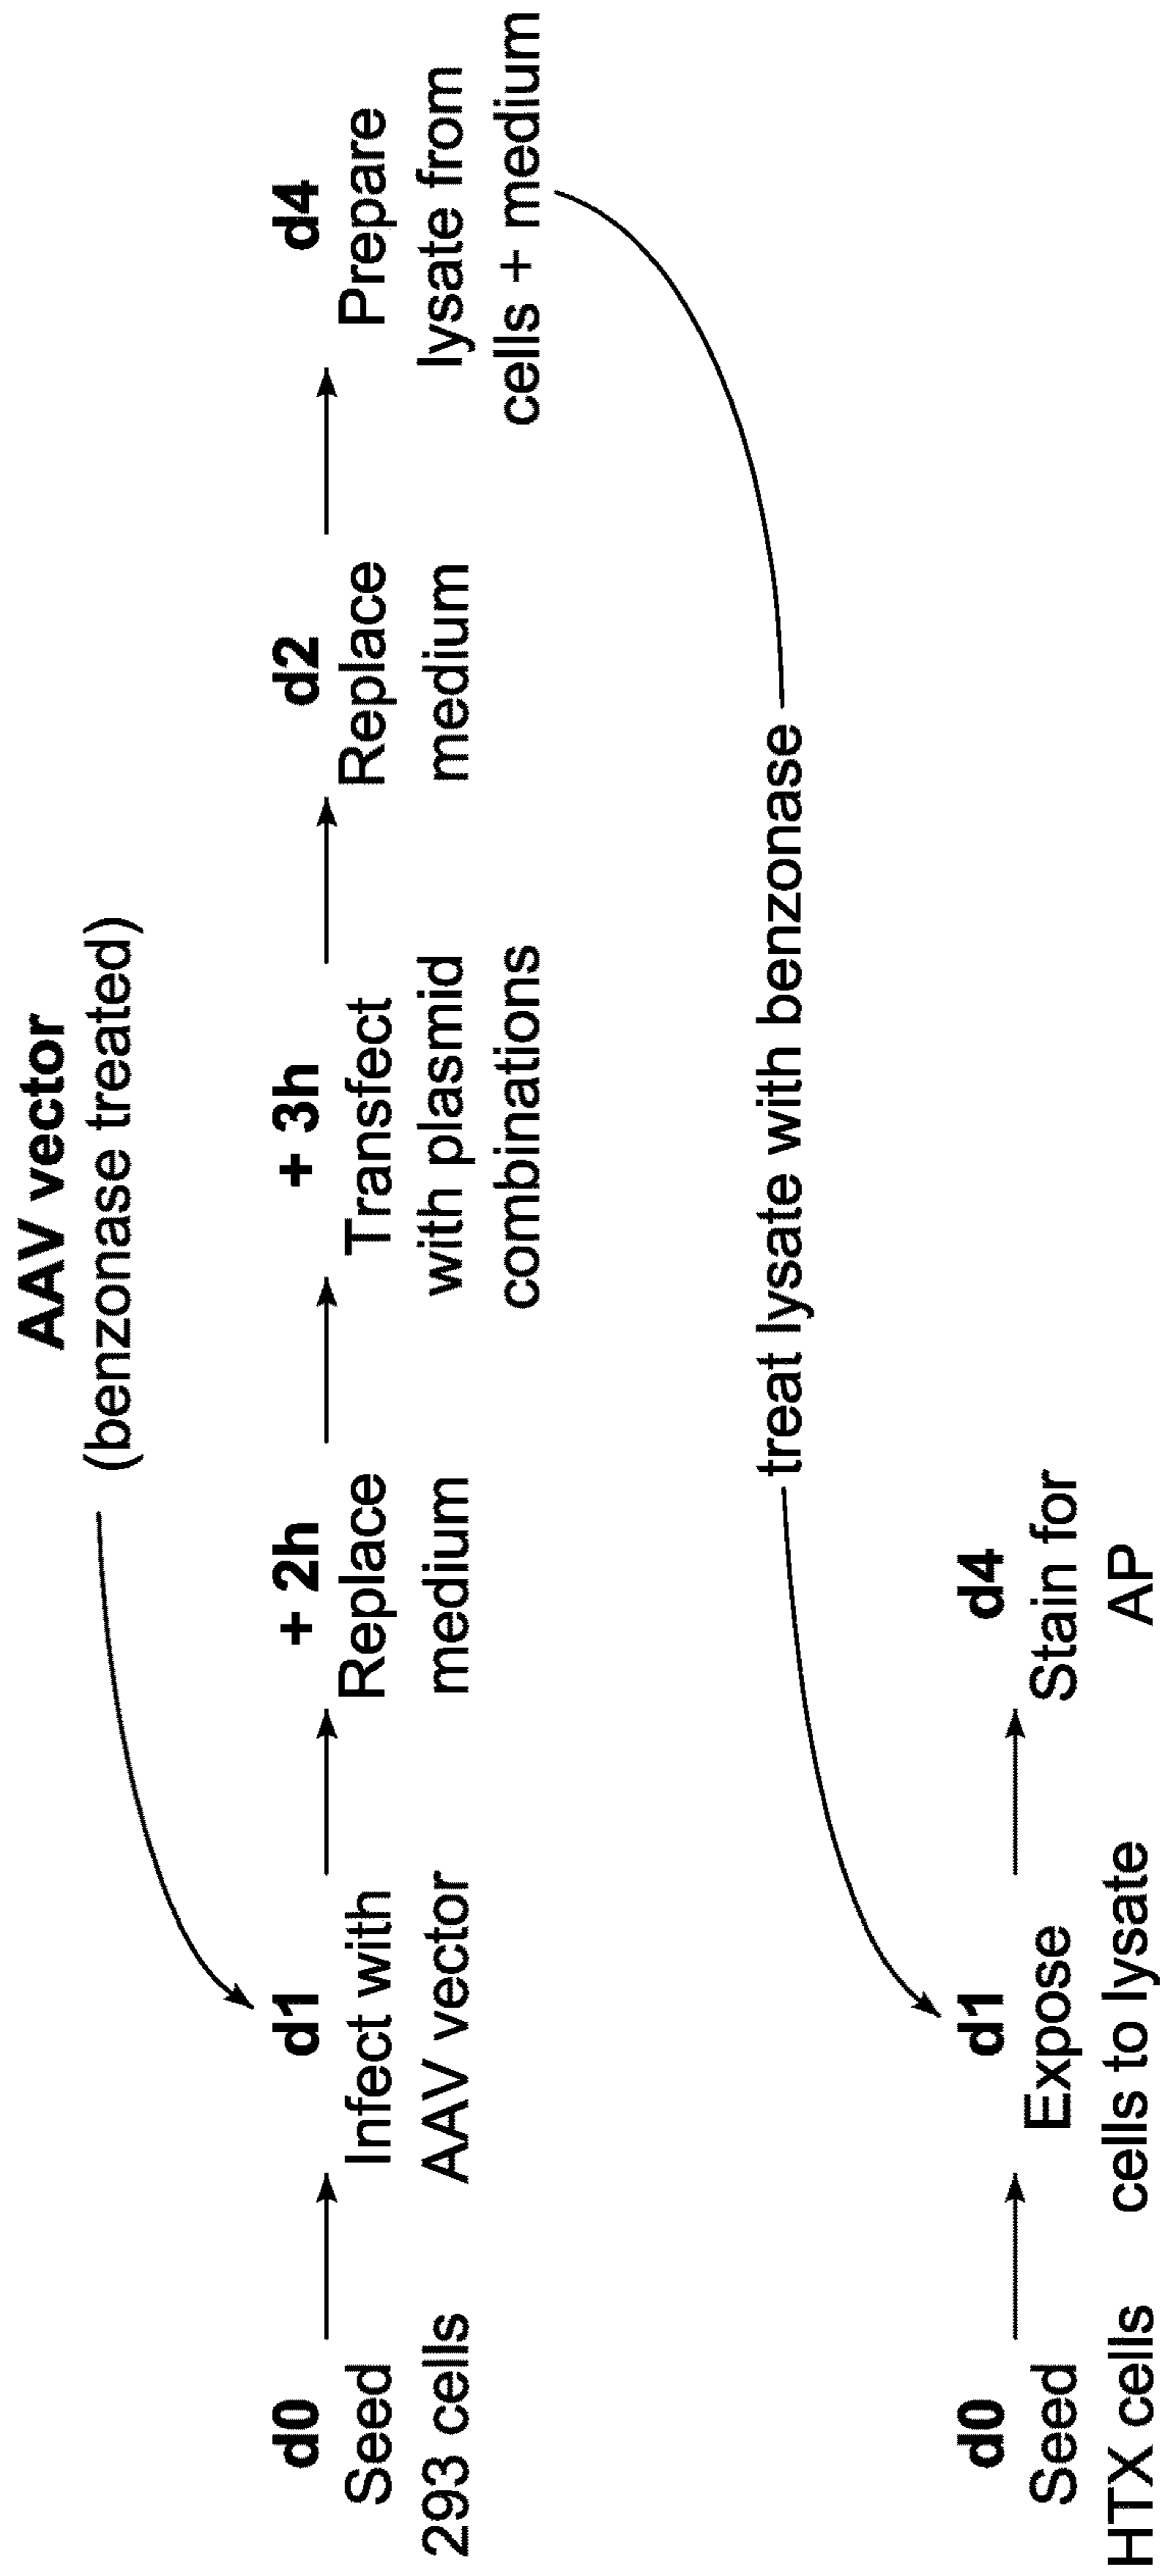 AAV vector
(benzonase treated)
d0
Seed
293 cells
d1
Infect with
AAV vector
+ 2h
Replace
medium
+ 3h
Transfect
with plasmid
combinations
d2
Replace
medium
d4
Prepare
lysate from
cells + medium
treat lysate with benzonase
d0
Seed
HTX cells
d1
Expose
cells to lysate
d4
Stain for
AP